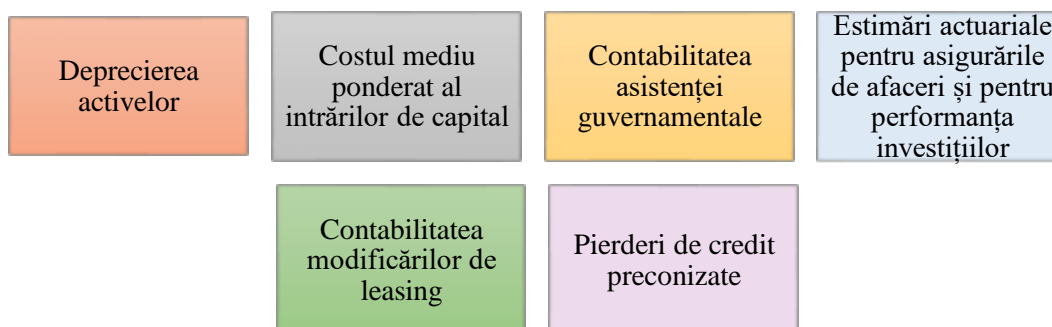 Deprecierea
activelor
Costul mediu
ponderat al
intrărilor de capital
Contabilitatea
asistenței
guvernamentale
Estimări actuariale
pentru asigurările
de afaceri și pentru
performanța
investițiilor
Contabilitatea
modificărilor de
leasing
Pierderi de credit
preconizate